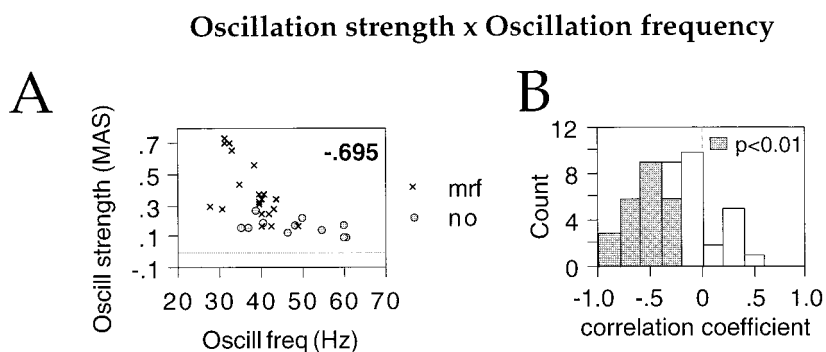 Oscillation strength x Oscillation frequency
A
Oscill strength (MAS)
.7
.5
.3
.1
-.1
-.695
20 30 40 50 60 70
Oscill freq (Hz)
× mrf
○ no
B
Count
12
8
4
0
p<0.01
-1.0 -.5 0 .5 1.0
correlation coefficient